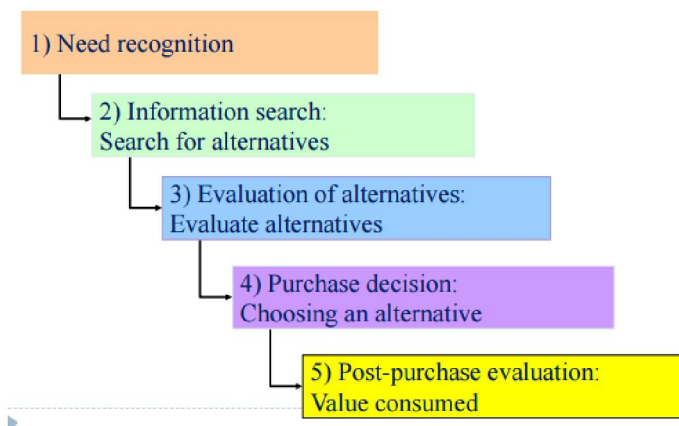 1) Need recognition
2) Information search:
Search for alternatives
3) Evaluation of alternatives:
Evaluate alternatives
4) Purchase decision:
Choosing an alternative
5) Post-purchase evaluation:
Value consumed